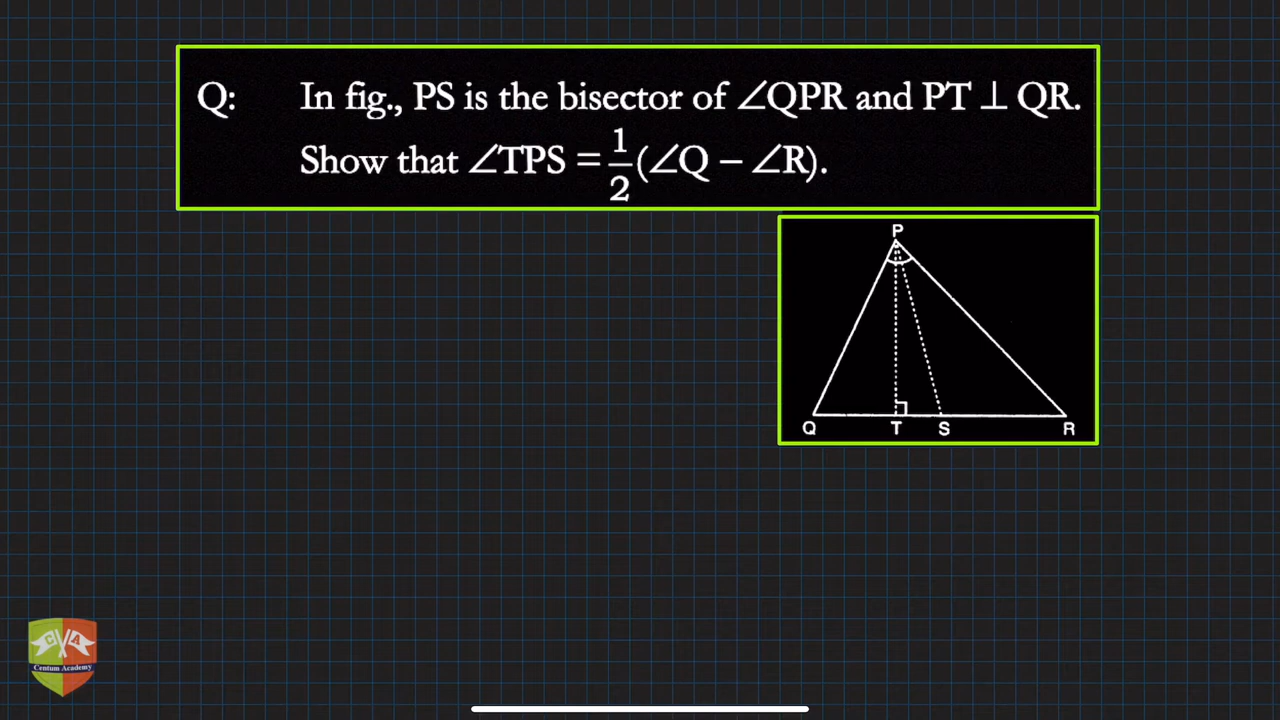 Q: In fig., PS is the bisector of ∠QPR and PT ⊥ QR.
Show that ∠TPS = 1/2 (∠Q − ∠R).
P
Q T S R
C A
Centum Academy